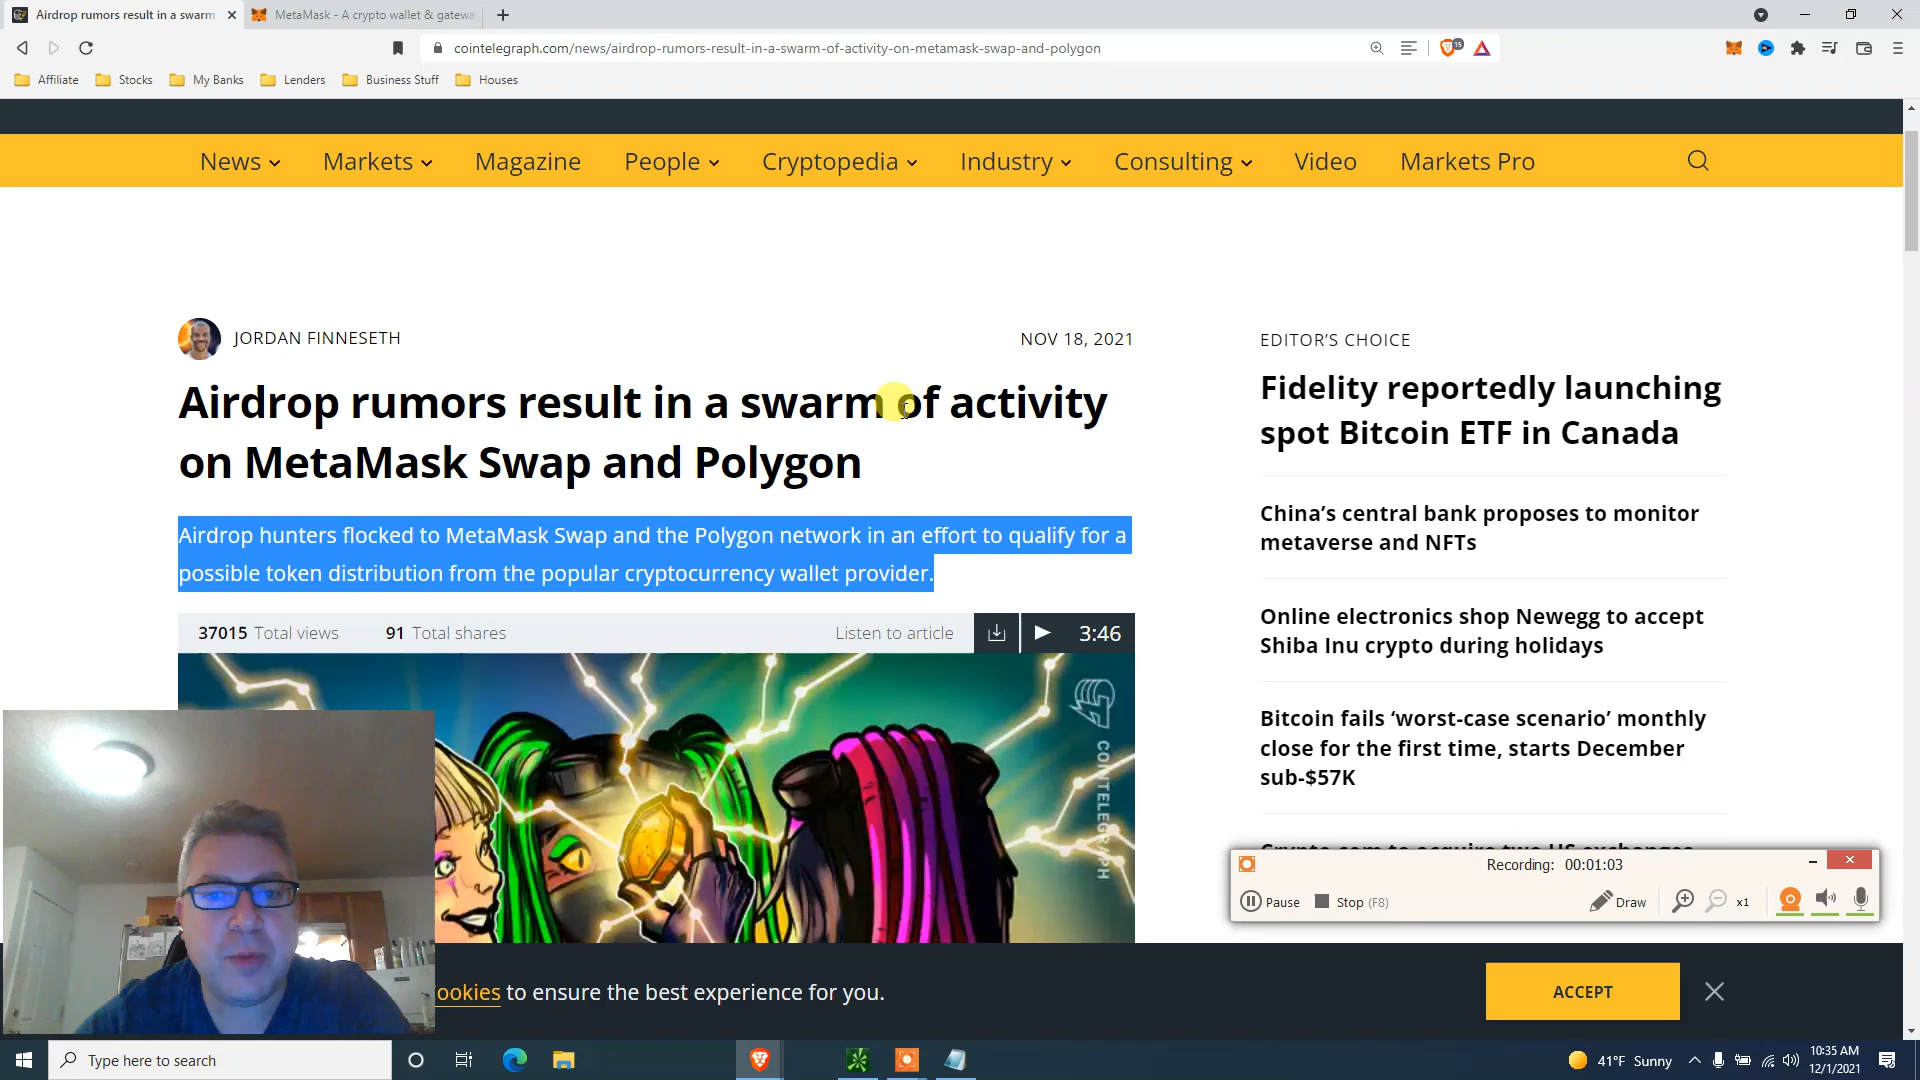 Airdrop rumors result in a swarm
MetaMask - A crypto wallet & gatewa
cointelegraph.com/news/airdrop-rumors-result-in-a-swarm-of-activity-on-metamask-swap-and-polygon
15
Affiliate
Stocks
My Banks
Lenders
Business Stuff
Houses
News
Markets
Magazine
People
Cryptopedia
Industry
Consulting
Video
Markets Pro
JORDAN FINNESETH
NOV 18, 2021
Airdrop rumors result in a swarm of activity
on MetaMask Swap and Polygon
Airdrop hunters flocked to MetaMask Swap and the Polygon network in an effort to qualify for a
possible token distribution from the popular cryptocurrency wallet provider.
37015 Total views
91 Total shares
Listen to article
3:46
COINTELEGRAPH
EDITOR'S CHOICE
Fidelity reportedly launching
spot Bitcoin ETF in Canada
China's central bank proposes to monitor
metaverse and NFTs
Online electronics shop Newegg to accept
Shiba Inu crypto during holidays
Bitcoin fails ‘worst-case scenario’ monthly
close for the first time, starts December
sub-$57K
Crypto.com to acquire two US exchanges
Recording: 00:01:03
Pause
Stop (F8)
Draw
x1
ookies to ensure the best experience for you.
ACCEPT
Type here to search
41°F Sunny
10:35 AM
12/1/2021